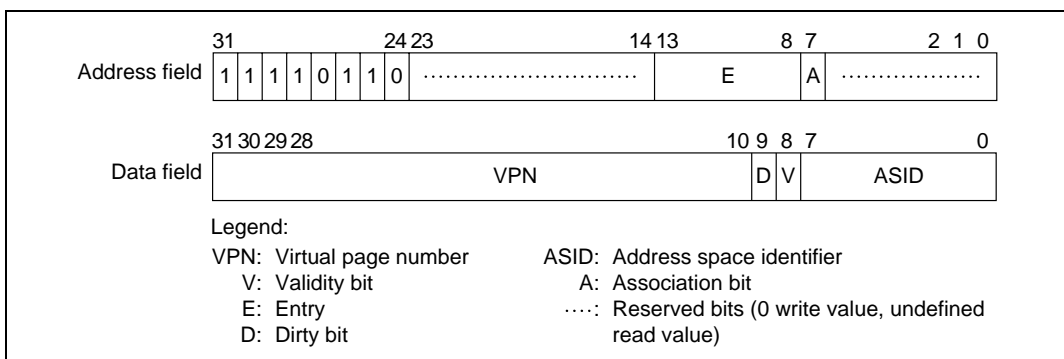 31 24 23 14 13 8 7 2 1 0
Address field 1 1 1 1 0 1 1 0 ............................ E A ...................
31 30 29 28 10 9 8 7 0
Data field VPN D V ASID
Legend:
VPN: Virtual page number ASID: Address space identifier
V: Validity bit A: Association bit
E: Entry ····: Reserved bits (0 write value, undefined
D: Dirty bit read value)